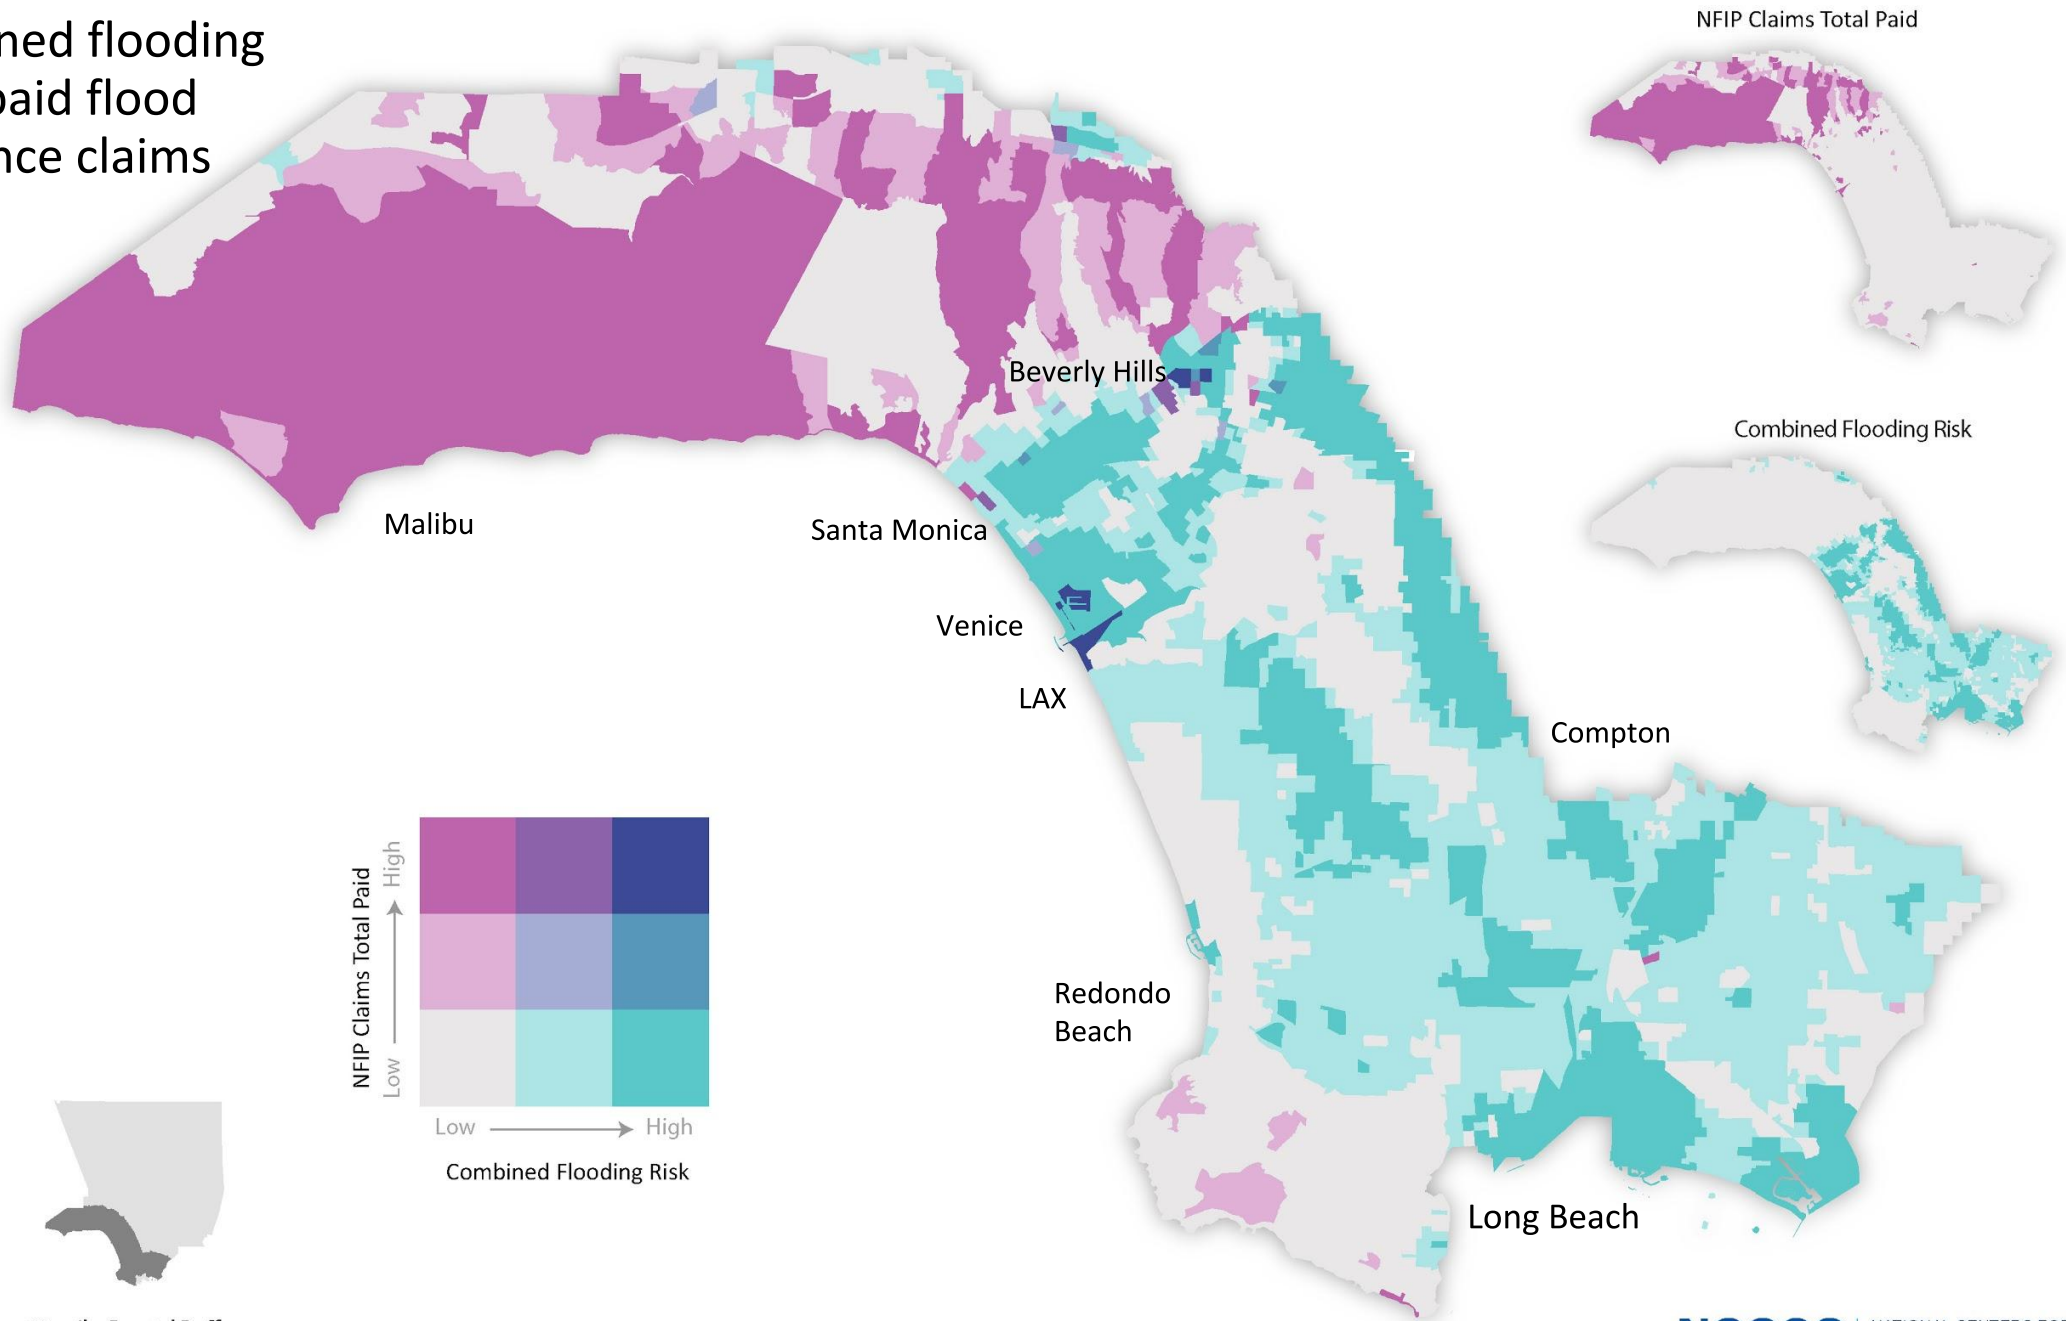 ned flooding
paid flood
nce claims
NFIP Claims Total Paid
Combined Flooding Risk
Beverly Hills
Malibu
Santa Monica
Venice
LAX
Compton
Redondo
Beach
Long Beach
NFIP Claims Total Paid
Low
High
Low
High
Combined Flooding Risk